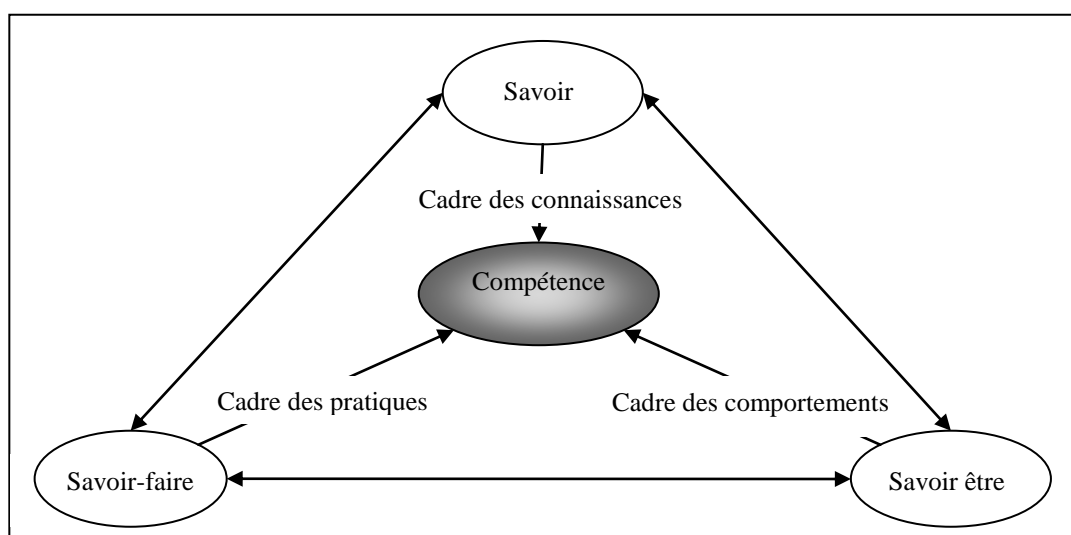 Savoir
Cadre des connaissances
Compétence
Cadre des pratiques
Cadre des comportements
Savoir-faire
Savoir être